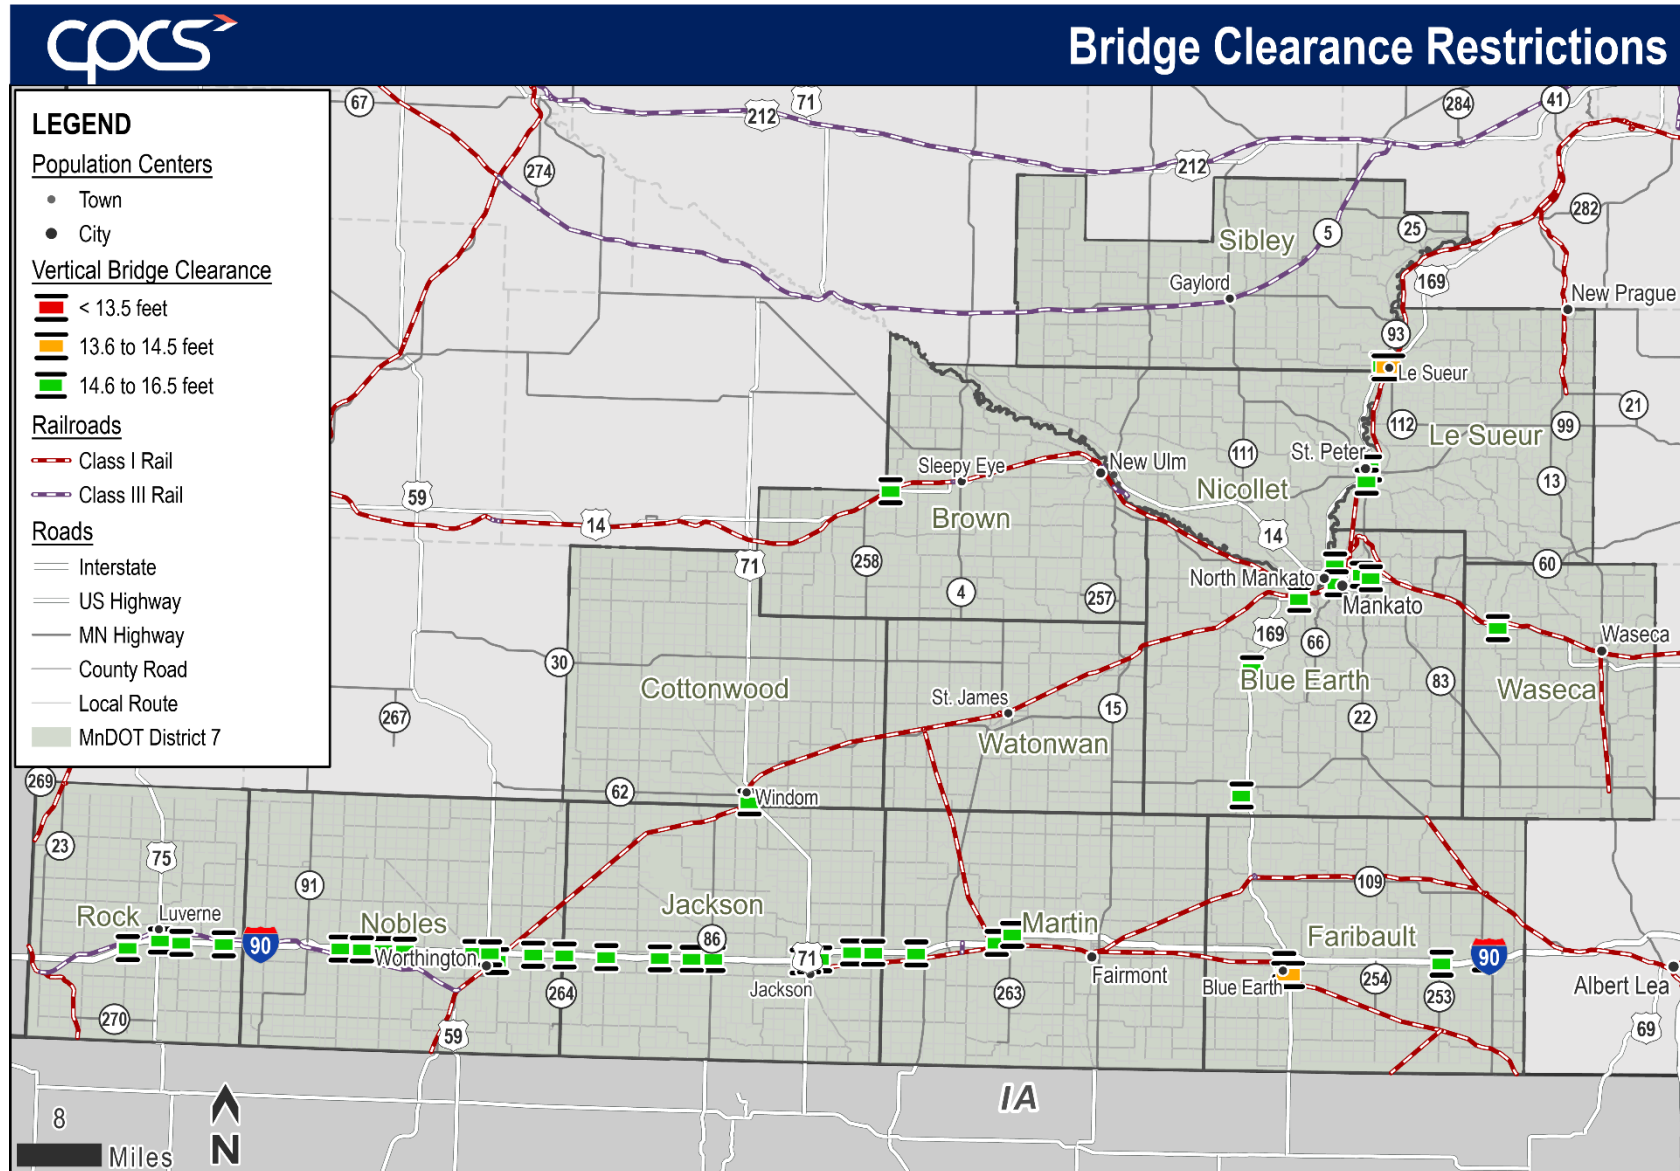 cpcs
Bridge Clearance Restrictions
LEGEND
Population Centers
Town
City
Vertical Bridge Clearance
< 13.5 feet
13.6 to 14.5 feet
14.6 to 16.5 feet
Railroads
Class I Rail
Class III Rail
Roads
Interstate
US Highway
MN Highway
County Road
Local Route
MnDOT District 7
67
212
71
284
41
274
212
282
5
25
Sibley
169
Gaylord
New Prague
93
Le Sueur
21
112
99
Le Sueur
111
St. Peter
Sleepy Eye
New Ulm
13
59
Nicollet
14
Brown
14
71
258
60
4
257
North Mankato
Mankato
169
66
Waseca
30
Cottonwood
St. James
Blue Earth
83
Waseca
267
15
22
Watonwan
269
62
Windom
23
75
91
109
Rock
Luverne
Nobles
Jackson
86
Martin
Faribault
90
Worthington
71
90
Jackson
Fairmont
Blue Earth
254
Albert Lea
264
263
253
270
59
69
IA
8
Miles
N